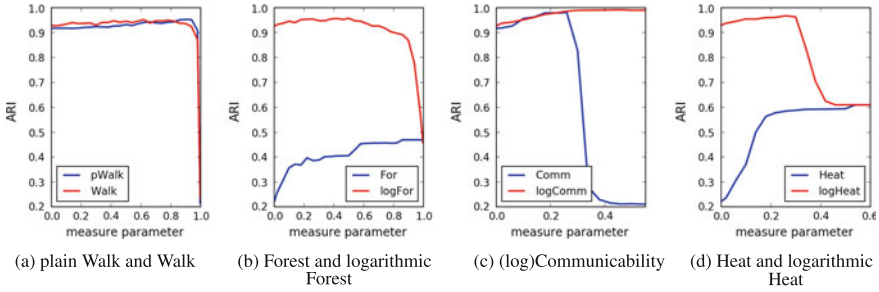 1.0
0.9
0.8
0.7
0.6
0.5
0.4
0.3
0.2
ARI
pWalk
Walk
0.0 0.2 0.4 0.6 0.8 1.0
measure parameter
(a) plain Walk and Walk
1.0
0.9
0.8
0.7
0.6
0.5
0.4
0.3
0.2
ARI
For
logFor
0.0 0.2 0.4 0.6 0.8 1.0
measure parameter
(b) Forest and logarithmic
Forest
1.0
0.9
0.8
0.7
0.6
0.5
0.4
0.3
0.2
ARI
Comm
logComm
0.0 0.2 0.4
measure parameter
(c) (log)Communicability
1.0
0.9
0.8
0.7
0.6
0.5
0.4
0.3
0.2
ARI
Heat
logHeat
0.0 0.2 0.4 0.6
measure parameter
(d) Heat and logarithmic
Heat